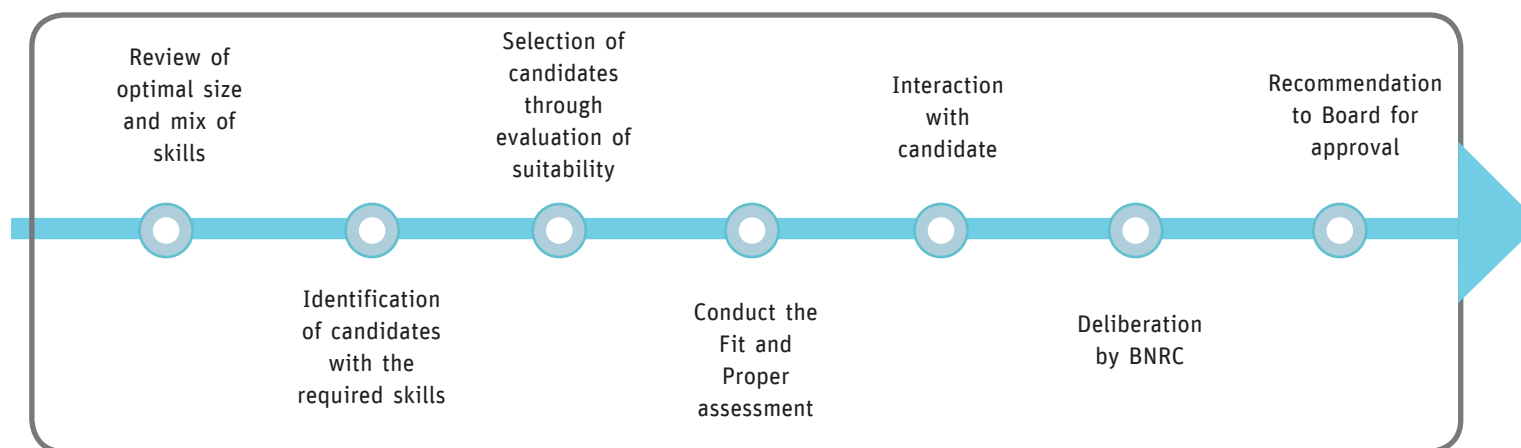 Review of
optimal size
and mix of
skills
Identification
of candidates
with the
required skills
Selection of
candidates
through
evaluation of
suitability
Conduct the
Fit and
Proper
assessment
Interaction
with
candidate
Deliberation
by BNRC
Recommendation
to Board for
approval